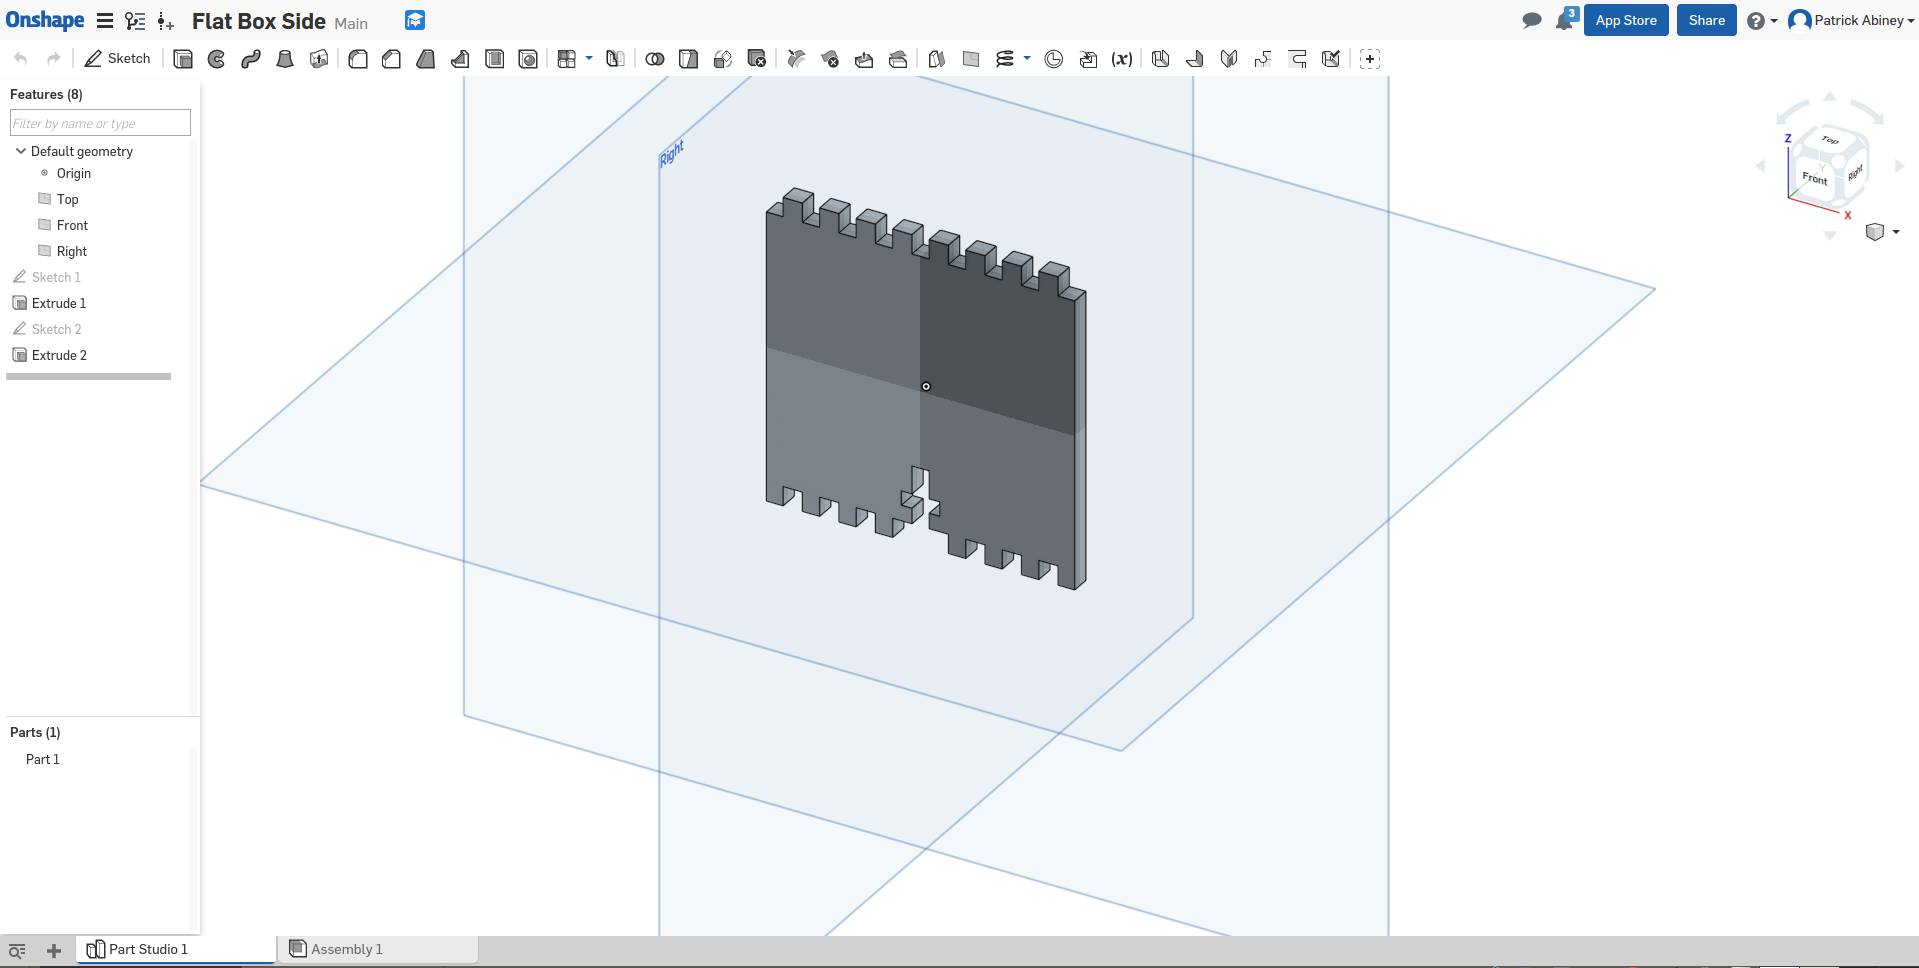 Onshape Flat Box Side Main 3 App Store Share Patrick Abiney
Sketch (x)
Features (8)
Filter by name or type
Default geometry
Origin
Top
Front
Right
Sketch 1
Extrude 1
Sketch 2
Extrude 2
Parts (1)
Part 1
Right
Z
Top
Y
Front
Right
X
Part Studio 1
Assembly 1